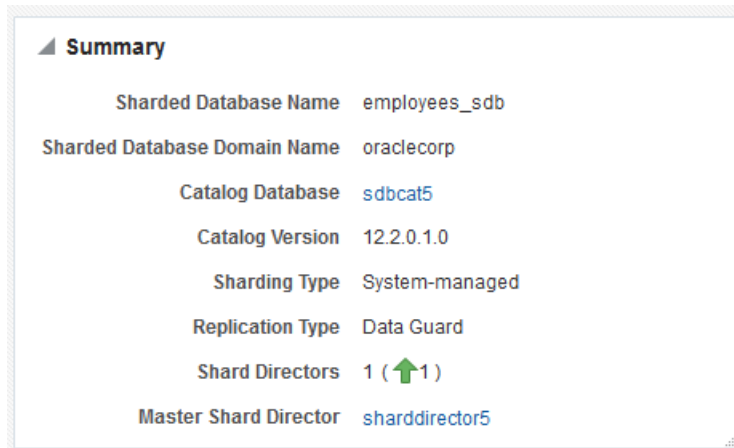 Summary
Sharded Database Name employees_sdb
Sharded Database Domain Name oraclecorp
Catalog Database sdbcat5
Catalog Version 12.2.0.1.0
Sharding Type System-managed
Replication Type Data Guard
Shard Directors 1 ( 1 )
Master Shard Director sharddirector5